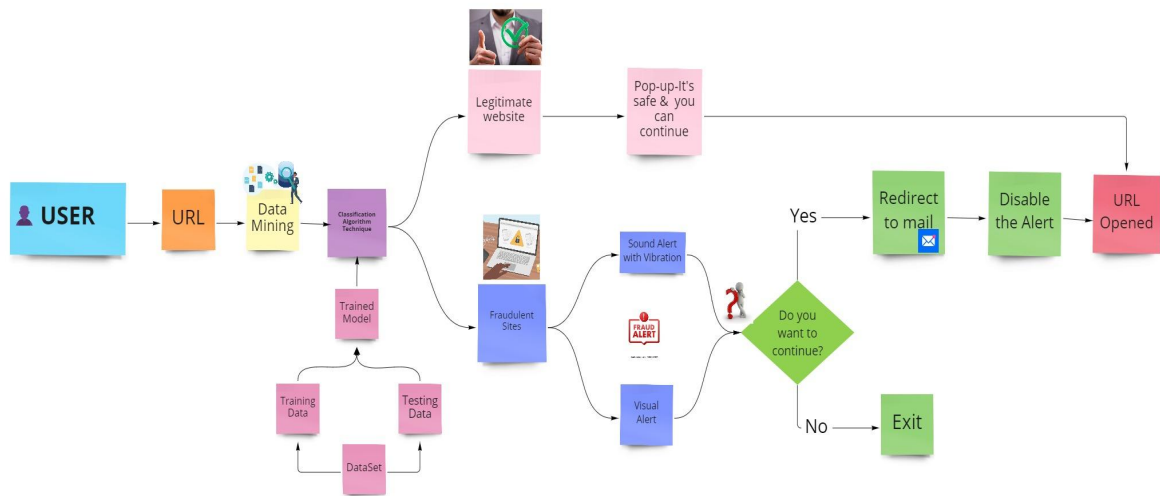 Legitimate
website
Pop-up-It's
safe & you
can
continue
USER
URL
Data
Mining
Classification
Algorithm
Technique
Redirect
to mail
Disable
the Alert
URL
Opened
Yes
Sound Alert
with Vibration
Trained
Model
Fraudulent
Sites
FRAUD
ALERT
Do you
want to
continue?
Training
Data
Testing
Data
Visual
Alert
No
Exit
DataSet